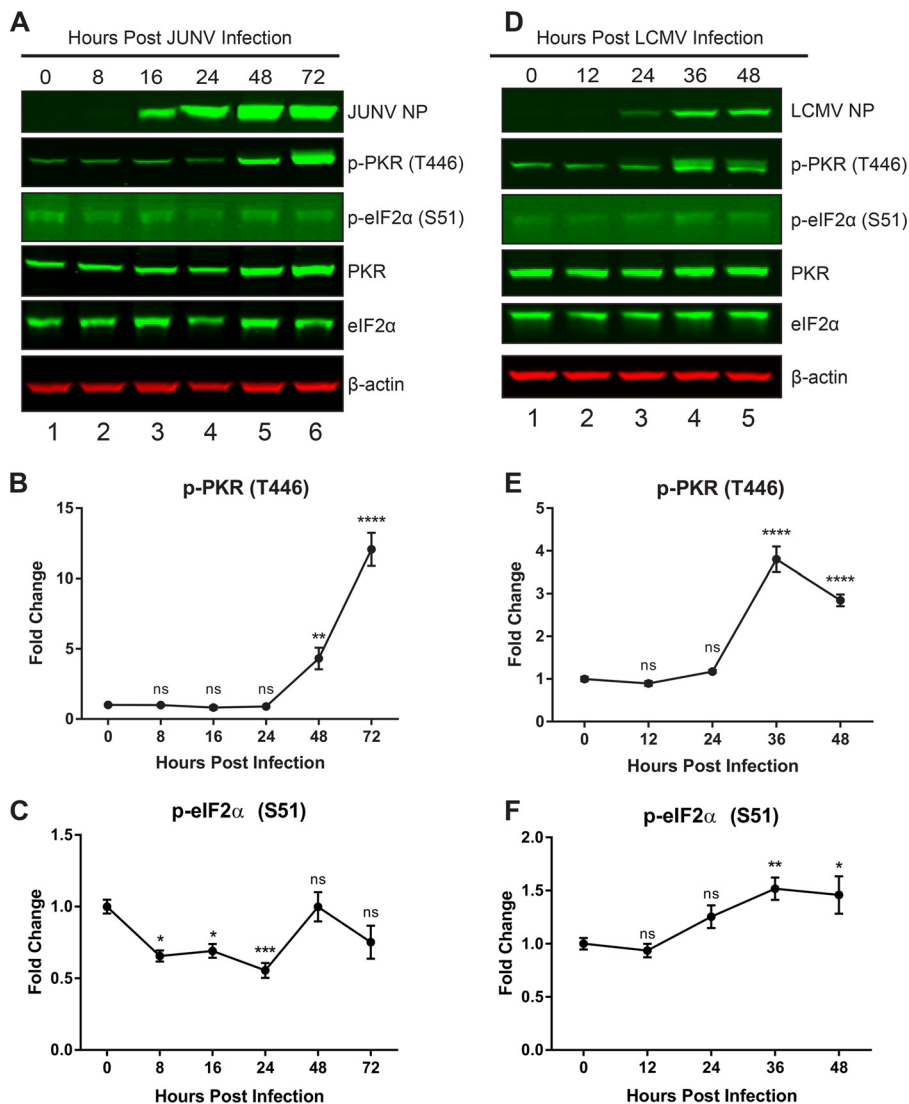 A
Hours Post JUNV Infection
0 8 16 24 48 72
JUNV NP
p-PKR (T446)
p-eIF2α (S51)
PKR
eIF2α
β-actin
1 2 3 4 5 6
D
Hours Post LCMV Infection
0 12 24 36 48
LCMV NP
p-PKR (T446)
p-eIF2α (S51)
PKR
eIF2α
β-actin
1 2 3 4 5
B
p-PKR (T446)
Fold Change
15
10
5
0
ns ns ns ** ****
0 8 16 24 48 72
Hours Post Infection
E
p-PKR (T446)
Fold Change
5
4
3
2
1
0
ns ns **** ****
0 12 24 36 48
Hours Post Infection
C
p-eIF2α (S51)
Fold Change
1.5
1.0
0.5
0.0
* * *** ns ns
0 8 16 24 48 72
Hours Post Infection
F
p-eIF2α (S51)
Fold Change
2.0
1.5
1.0
0.5
0.0
ns ns ** *
0 12 24 36 48
Hours Post Infection